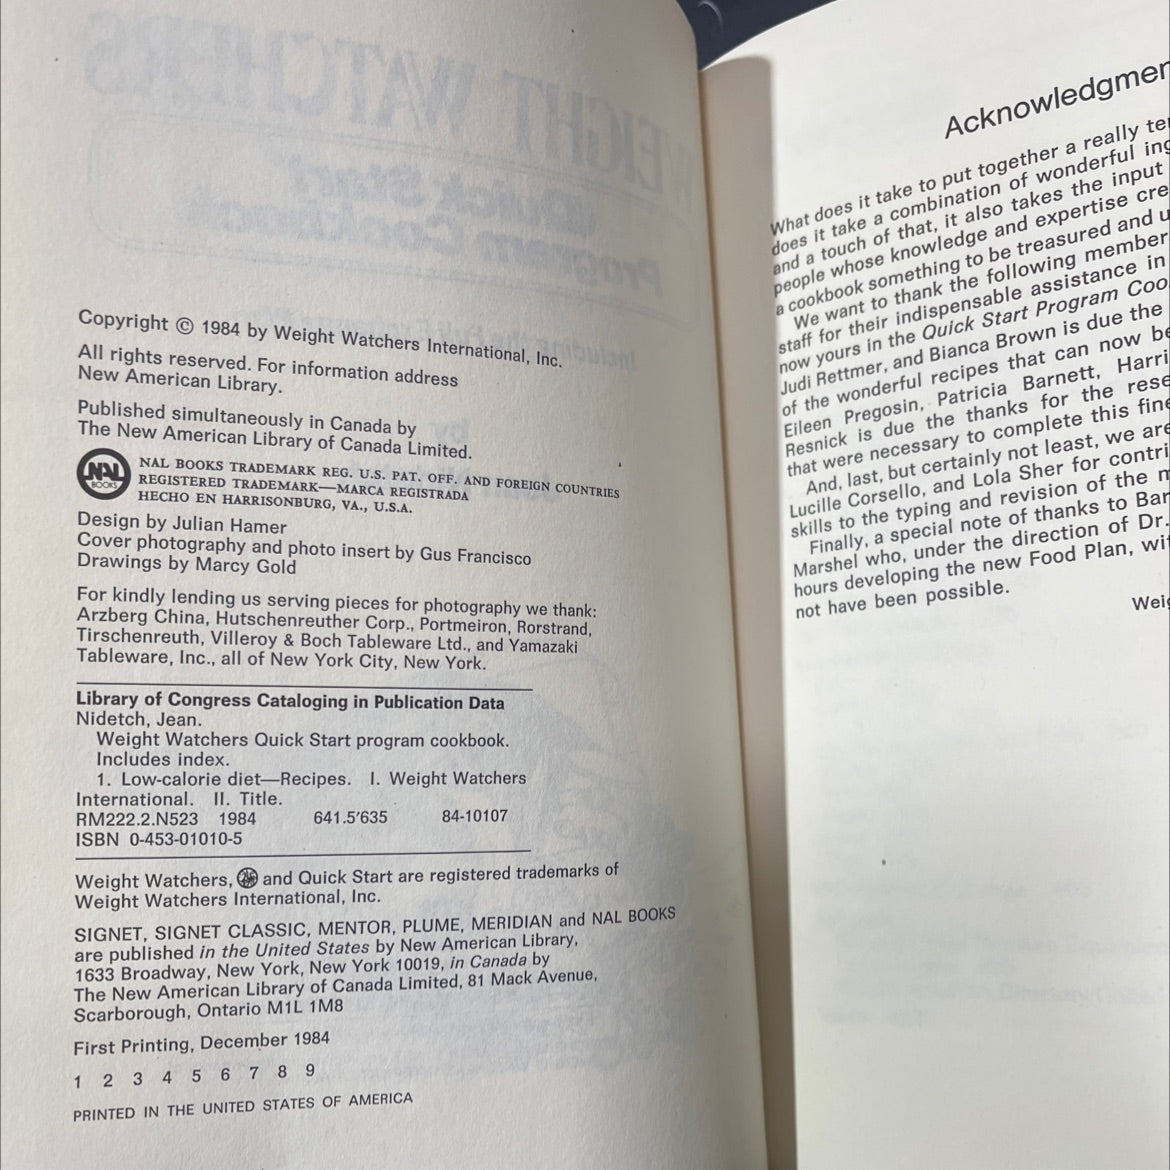 Copyright © 1984 by Weight Watchers International, Inc.
All rights reserved. For information address
New American Library.
Published simultaneously in Canada by
The New American Library of Canada Limited.
NAL
BOOKS
NAL BOOKS TRADEMARK REG. U.S. PAT. OFF. AND FOREIGN COUNTRIES
REGISTERED TRADEMARK—MARCA REGISTRADA
HECHO EN HARRISONBURG, VA., U.S.A.
Design by Julian Hamer
Cover photography and photo insert by Gus Francisco
Drawings by Marcy Gold
For kindly lending us serving pieces for photography we thank:
Arzberg China, Hutschenreuther Corp., Portmeiron, Rorstrand,
Tirschenreuth, Villeroy & Boch Tableware Ltd., and Yamazaki
Tableware, Inc., all of New York City, New York.
Library of Congress Cataloging in Publication Data
Nidetch, Jean.
Weight Watchers Quick Start program cookbook.
Includes index.
1. Low-calorie diet—Recipes. I. Weight Watchers
International. II. Title.
RM222.2.N523 1984 641.5'635 84-10107
ISBN 0-453-01010-5
Weight Watchers, and Quick Start are registered trademarks of
Weight Watchers International, Inc.
SIGNET, SIGNET CLASSIC, MENTOR, PLUME, MERIDIAN and NAL BOOKS
are published in the United States by New American Library,
1633 Broadway, New York, New York 10019, in Canada by
The New American Library of Canada Limited, 81 Mack Avenue,
Scarborough, Ontario M1L 1M8
First Printing, December 1984
1 2 3 4 5 6 7 8 9
PRINTED IN THE UNITED STATES OF AMERICA
Acknowledgmen
What does it take to put together a really te
does it take a combination of wonderful ing
and a touch of that, it also takes the input
people whose knowledge and expertise cre
a cookbook something to be treasured and u
We want to thank the following member
staff for their indispensable assistance in
now yours in the Quick Start Program Coo
Judi Rettmer, and Bianca Brown is due the
of the wonderful recipes that can now be
Eileen Pregosin, Patricia Barnett, Harri
Resnick is due the thanks for the rese
that were necessary to complete this fine
And, last, but certainly not least, we are
Lucille Corsello, and Lola Sher for contri
skills to the typing and revision of the m
Finally, a special note of thanks to Bar
Marshel who, under the direction of Dr.
hours developing the new Food Plan, wit
not have been possible.
Weig